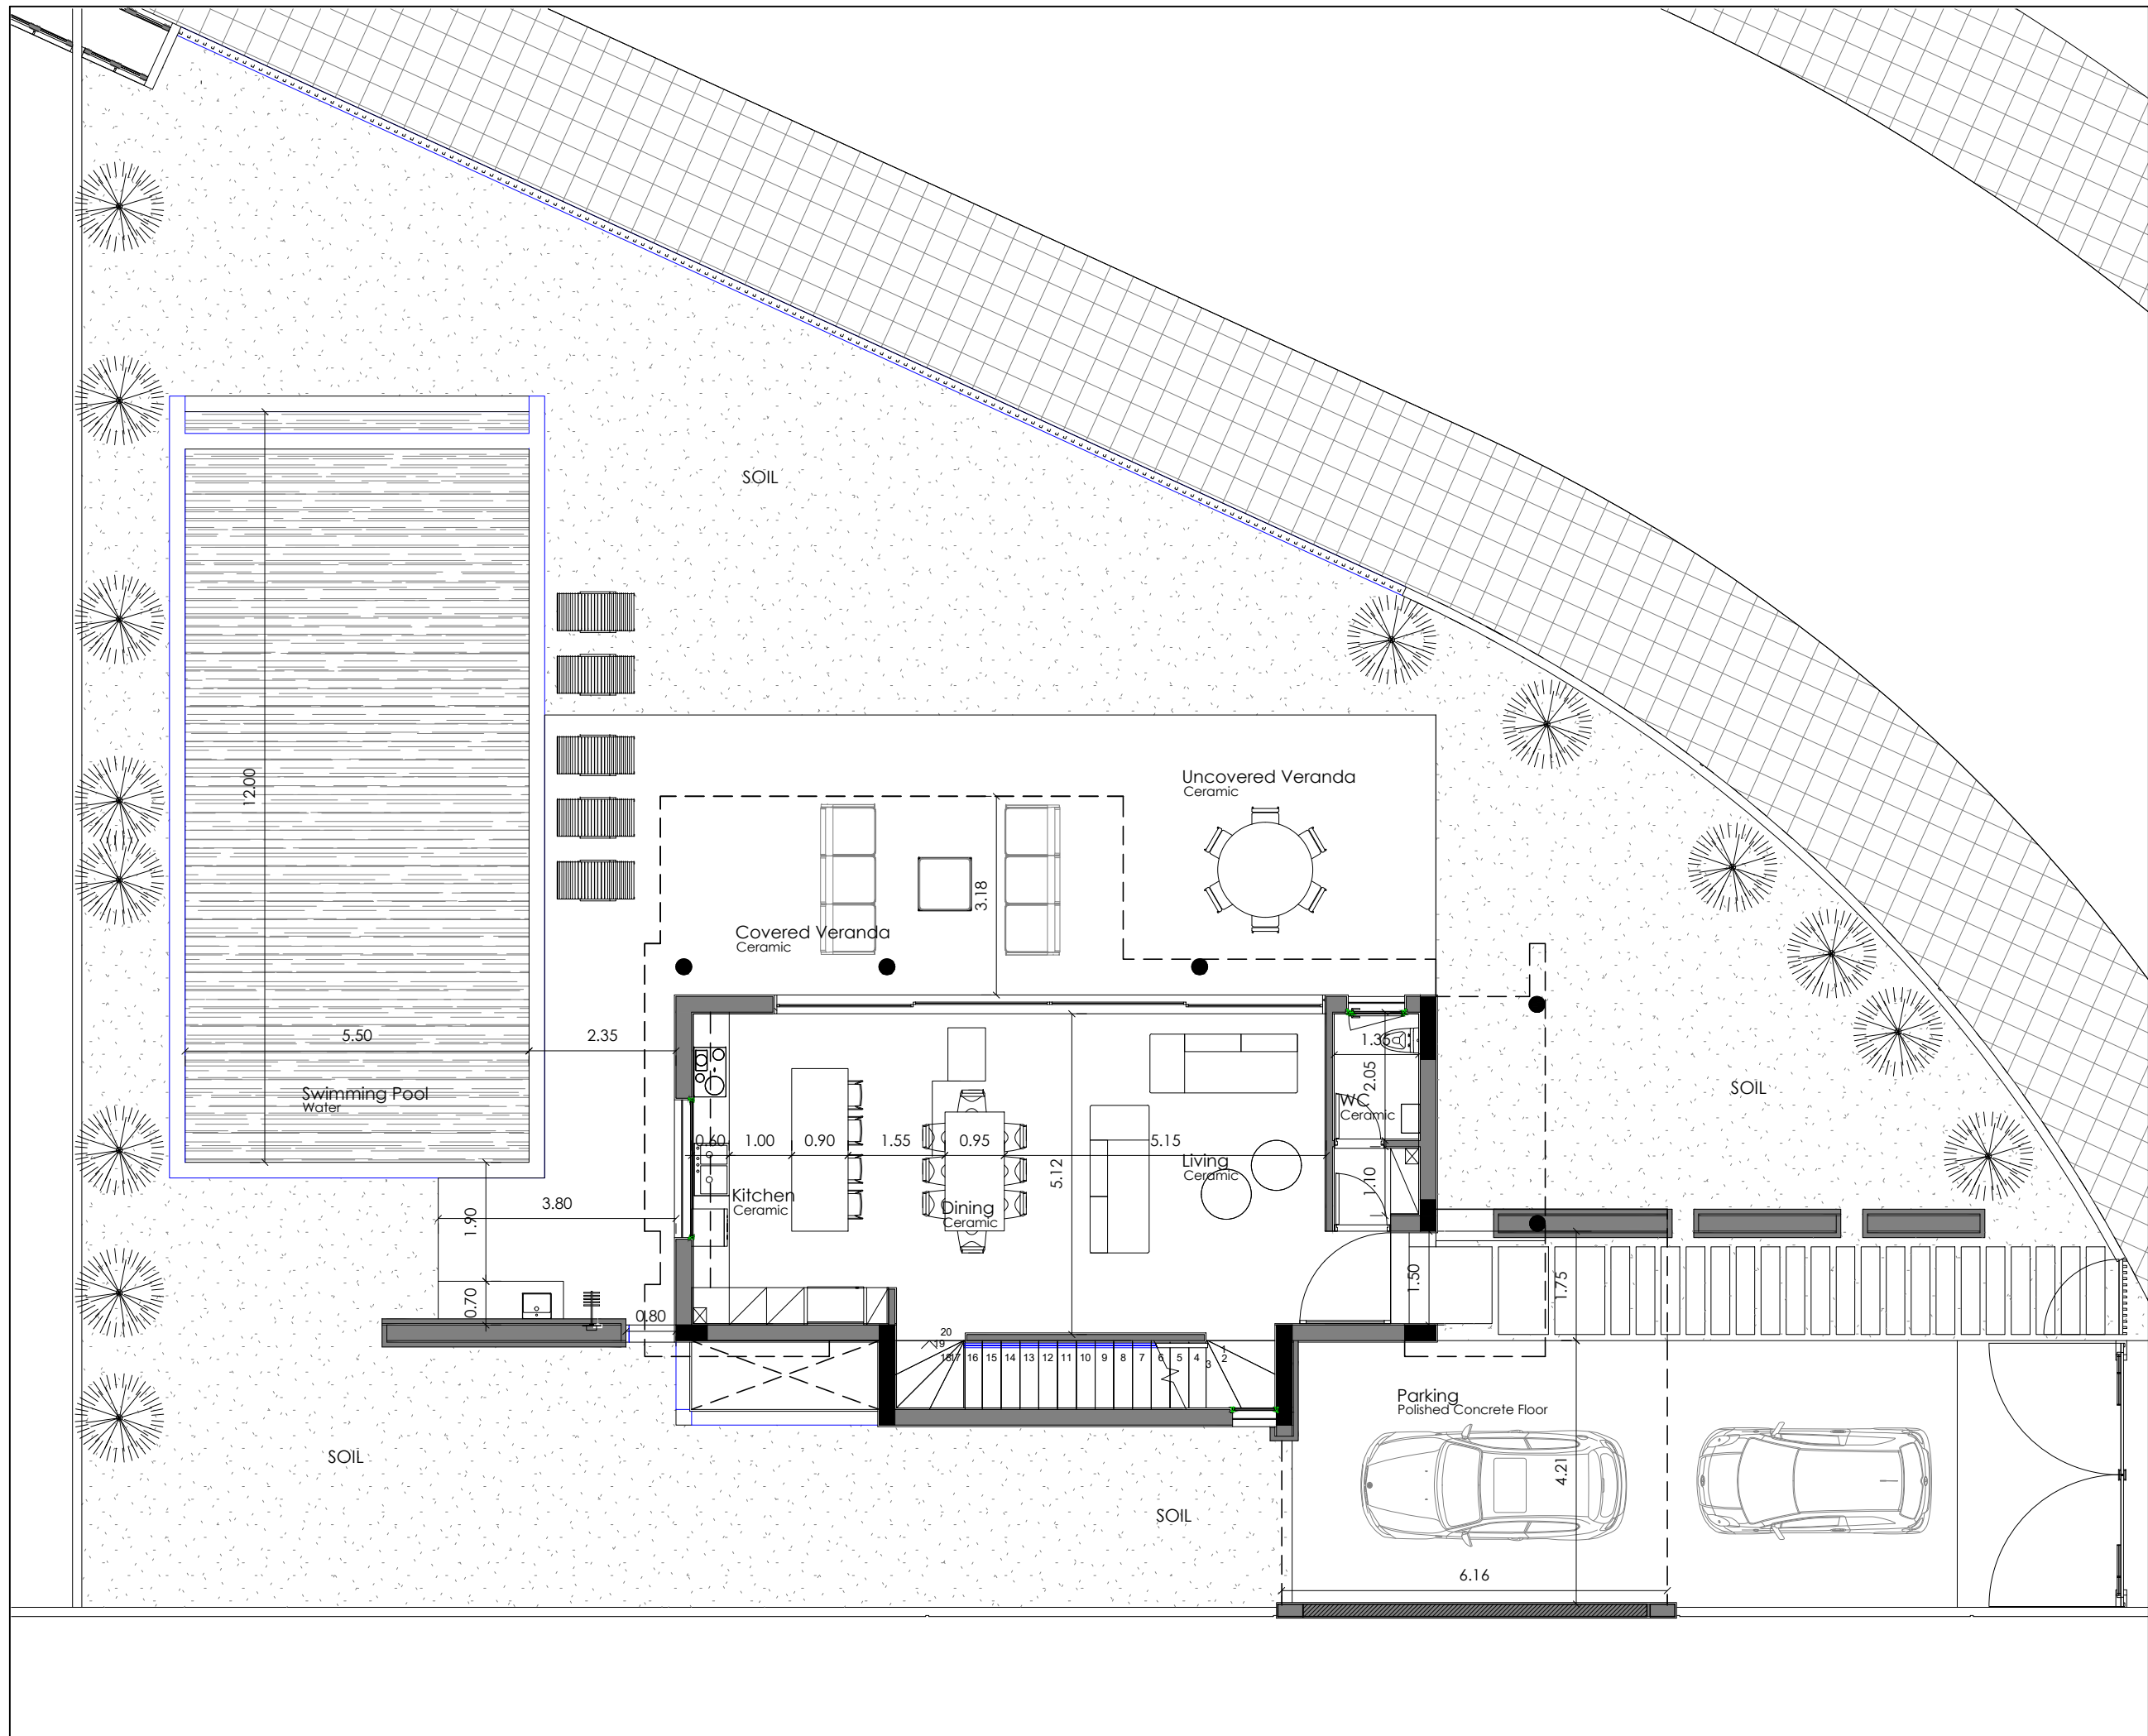 SOIL
12.00
Uncovered Veranda
Ceramic
3.18
Covered Veranda
Ceramic
5.50
2.35
Swimming Pool
Water
1.35
2.05
WC
Ceramic
SOIL
0.60
1.00
0.90
1.55
0.95
5.15
5.12
Living
Ceramic
1.10
Kitchen
Ceramic
Dining
Ceramic
3.80
1.90
0.70
0.80
1.50
1.75
20
19
18
17
16
15
14
13
12
11
10
9
8
7
6
5
4
3
2
1
Parking
Polished Concrete Floor
SOIL
4.21
SOIL
6.16